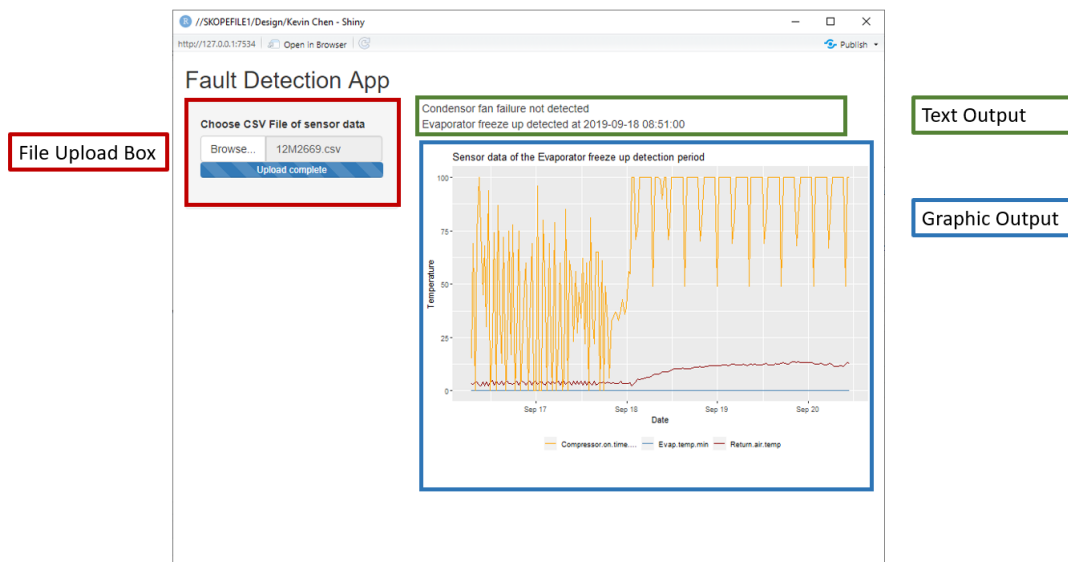 //SKOPEFILE1/Design/Kevin Chen - Shiny
http://127.0.0.1:7534
Open in Browser
Publish
Fault Detection App
Choose CSV File of sensor data
Browse...
12M2669.csv
Upload complete
File Upload Box
Condensor fan failure not detected
Evaporator freeze up detected at 2019-09-18 08:51:00
Text Output
Graphic Output
Sensor data of the Evaporator freeze up detection period
Temperature
100
75
50
25
0
Sep 17
Sep 18
Sep 19
Sep 20
Date
Compressor.on.time....
Evap.temp.min
Return.air.temp